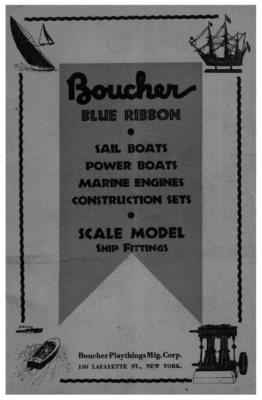 Boucher
BLUE RIBBON
SAIL BOATS
POWER BOATS
MARINE ENGINES
CONSTRUCTION SETS
SCALE MODEL
SHIP FITTINGS
Boucher Playthings Mfg. Corp.
150 LAFAYETTE ST., NEW YORK.